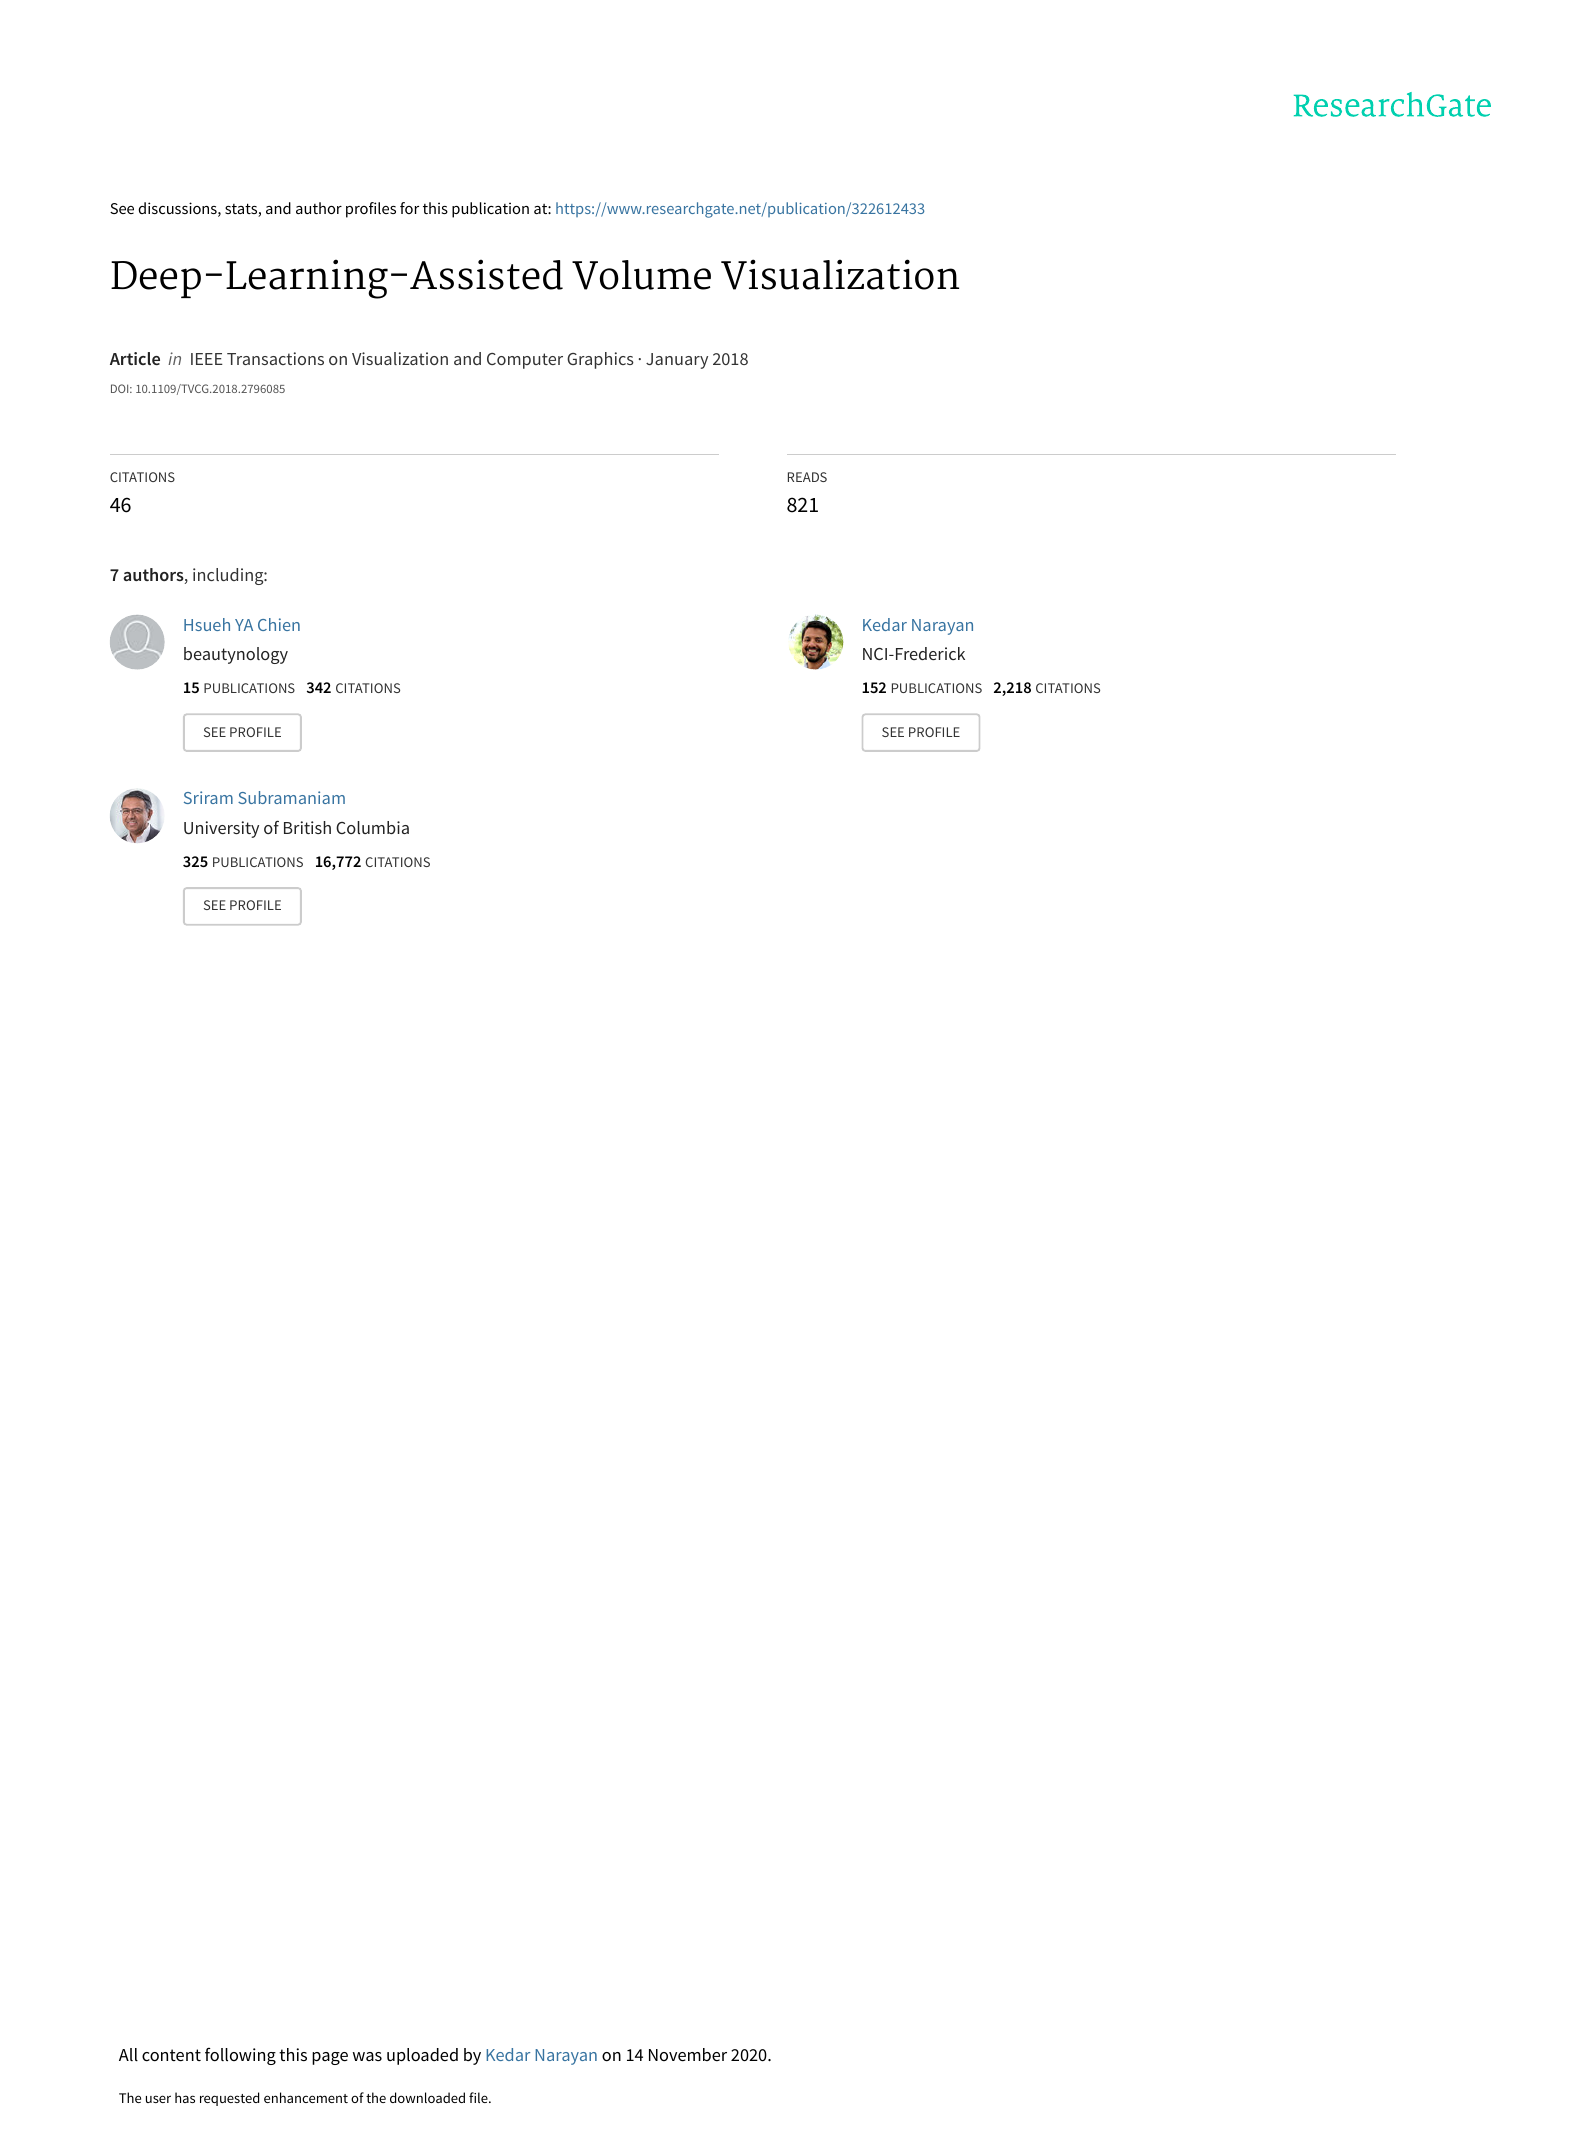 ResearchGate
See discussions, stats, and author profiles for this publication at: https://www.researchgate.net/publication/322612433
Deep-Learning-Assisted Volume Visualization
Article in IEEE Transactions on Visualization and Computer Graphics · January 2018
DOI: 10.1109/TVCG.2018.2796085
CITATIONS
46
READS
821
7 authors, including:
Hsueh YA Chien
beautynology
15 PUBLICATIONS 342 CITATIONS
SEE PROFILE
Kedar Narayan
NCI-Frederick
152 PUBLICATIONS 2,218 CITATIONS
SEE PROFILE
Sriram Subramaniam
University of British Columbia
325 PUBLICATIONS 16,772 CITATIONS
SEE PROFILE
All content following this page was uploaded by Kedar Narayan on 14 November 2020.
The user has requested enhancement of the downloaded file.